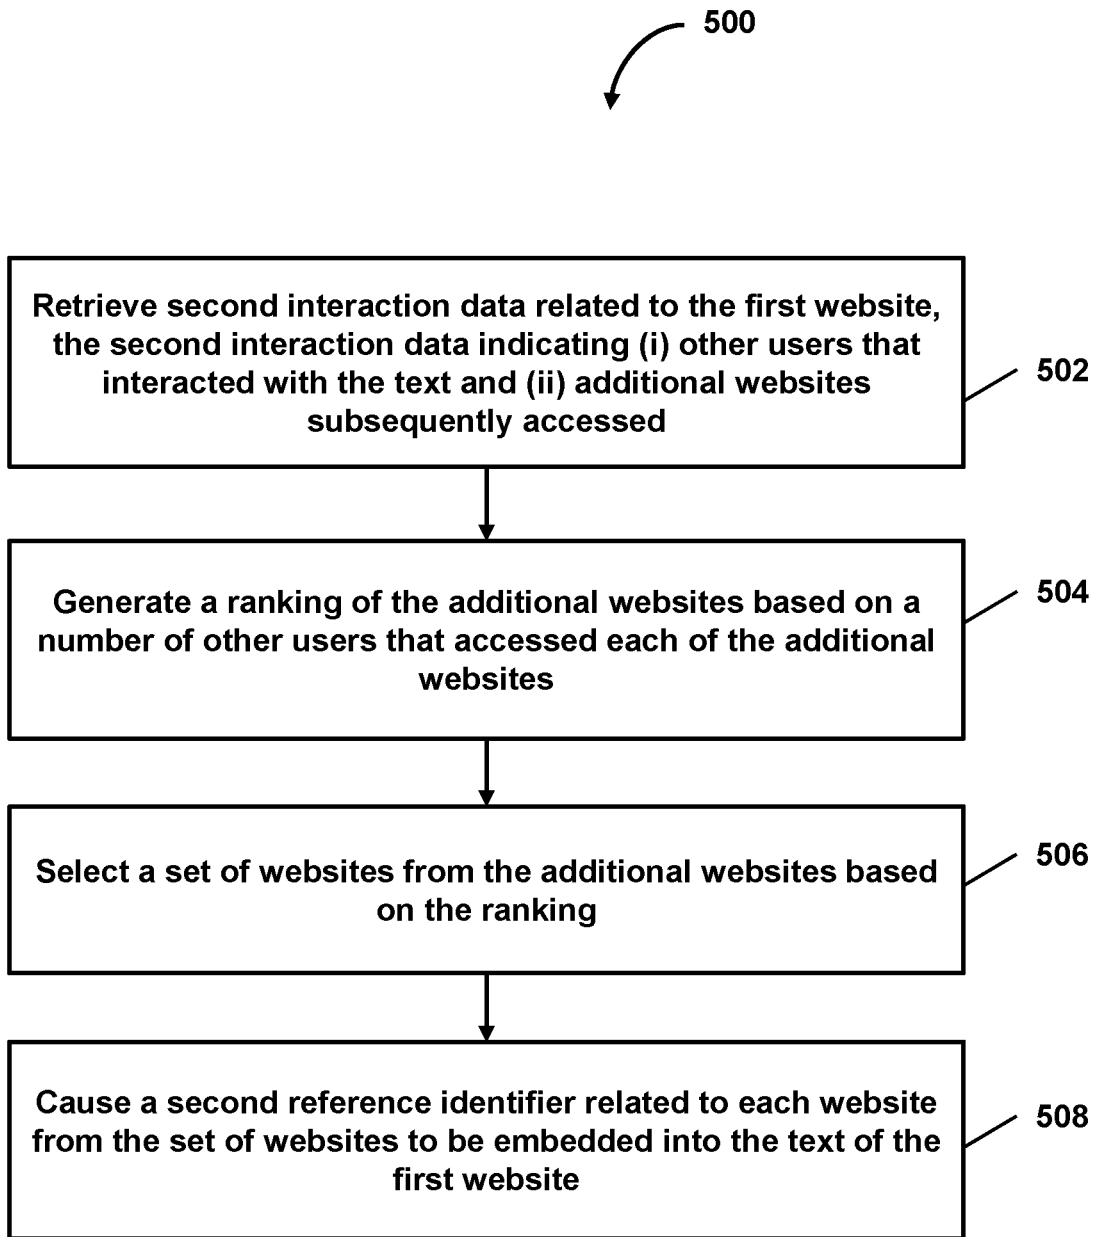 500
Retrieve second interaction data related to the first website,
the second interaction data indicating (i) other users that
interacted with the text and (ii) additional websites
subsequently accessed
502
Generate a ranking of the additional websites based on a
number of other users that accessed each of the additional
websites
504
Select a set of websites from the additional websites based
on the ranking
506
Cause a second reference identifier related to each website
from the set of websites to be embedded into the text of the
first website
508